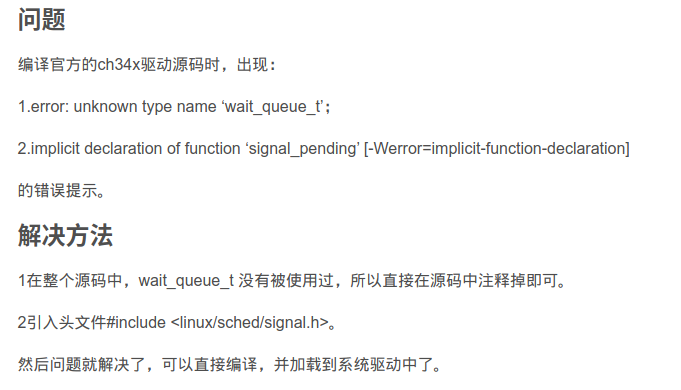 问题
编译官方的ch34x驱动源码时，出现：
1.error: unknown type name ‘wait_queue_t’；
2.implicit declaration of function ‘signal_pending’ [-Werror=implicit-function-declaration]
的错误提示。
解决方法
1在整个源码中，wait_queue_t 没有被使用过，所以直接在源码中注释掉即可。
2引入头文件#include <linux/sched/signal.h>。
然后问题就解决了，可以直接编译，并加载到系统驱动中了。